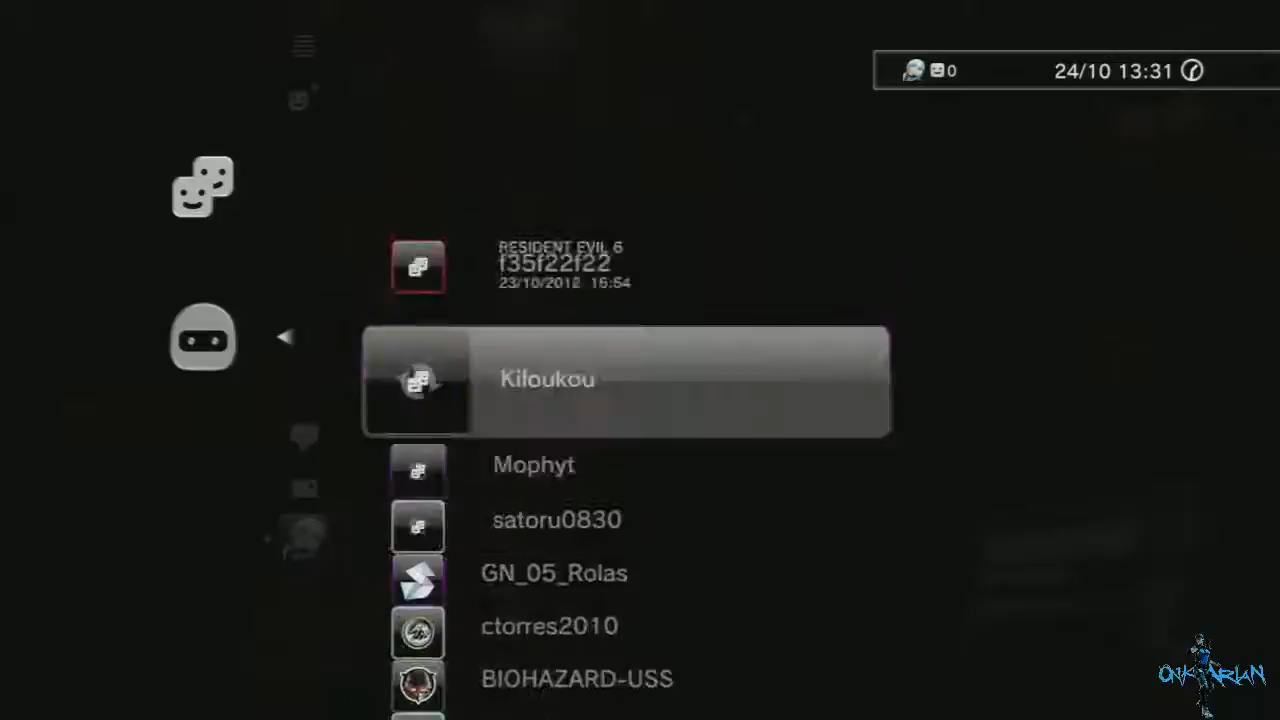 0
24/10 13:31
RESIDENT EVIL 6
f35f22f22
23/10/2012 16:54
Kiloukou
Mophyt
satoru0830
GN_05_Rolas
ctorres2010
BIOHAZARD-USS